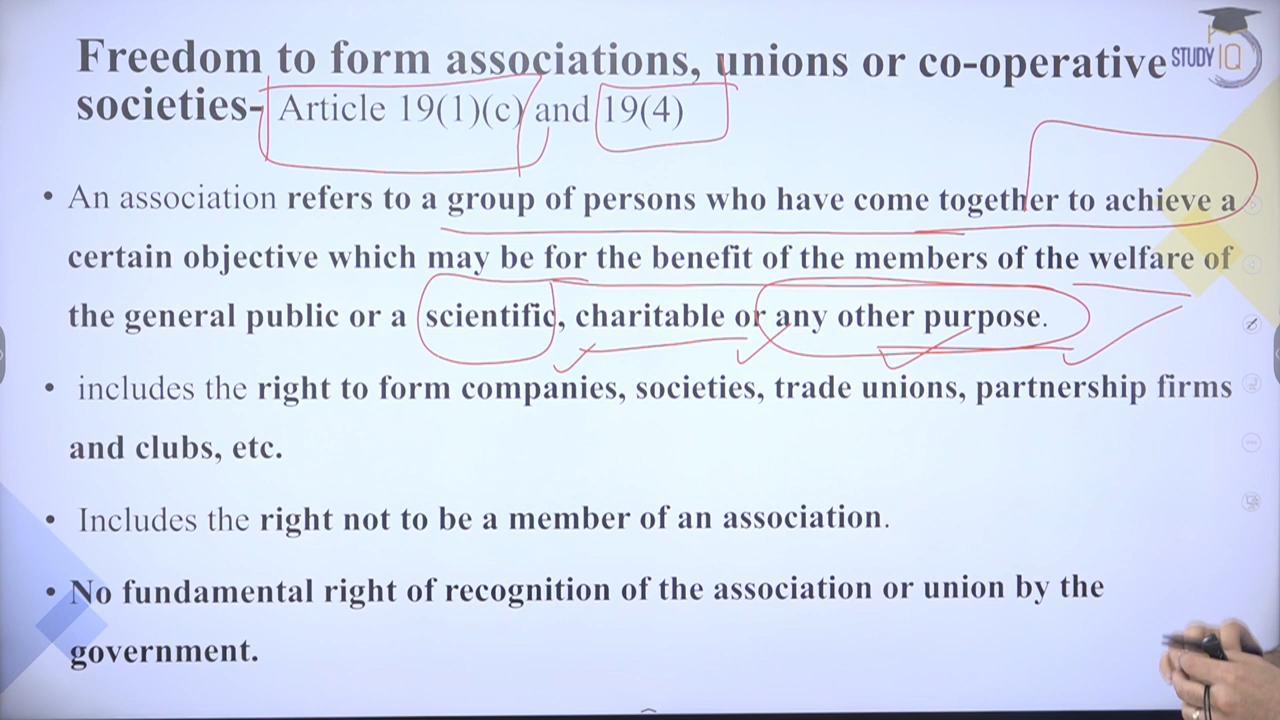 Freedom to form associations, unions or co-operative
societies- Article 19(1)(c) and 19(4)
STUDY IQ
• An association refers to a group of persons who have come together to achieve a
certain objective which may be for the benefit of the members of the welfare of
the general public or a scientific, charitable or any other purpose.
• includes the right to form companies, societies, trade unions, partnership firms
and clubs, etc.
• Includes the right not to be a member of an association.
• No fundamental right of recognition of the association or union by the
government.